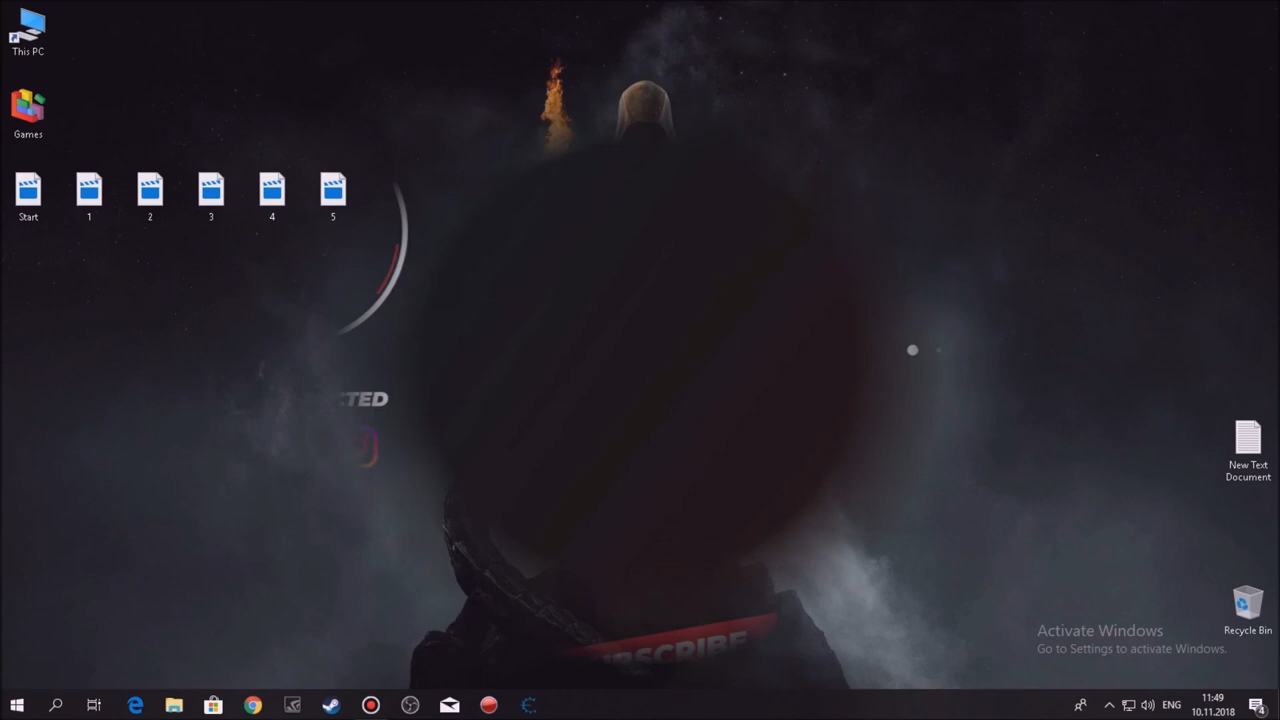 This PC
Games
Start
1
2
3
4
5
New Text
Document
Recycle Bin
Activate Windows
Go to Settings to activate Windows.
ENG
11:49
10.11.2018
4